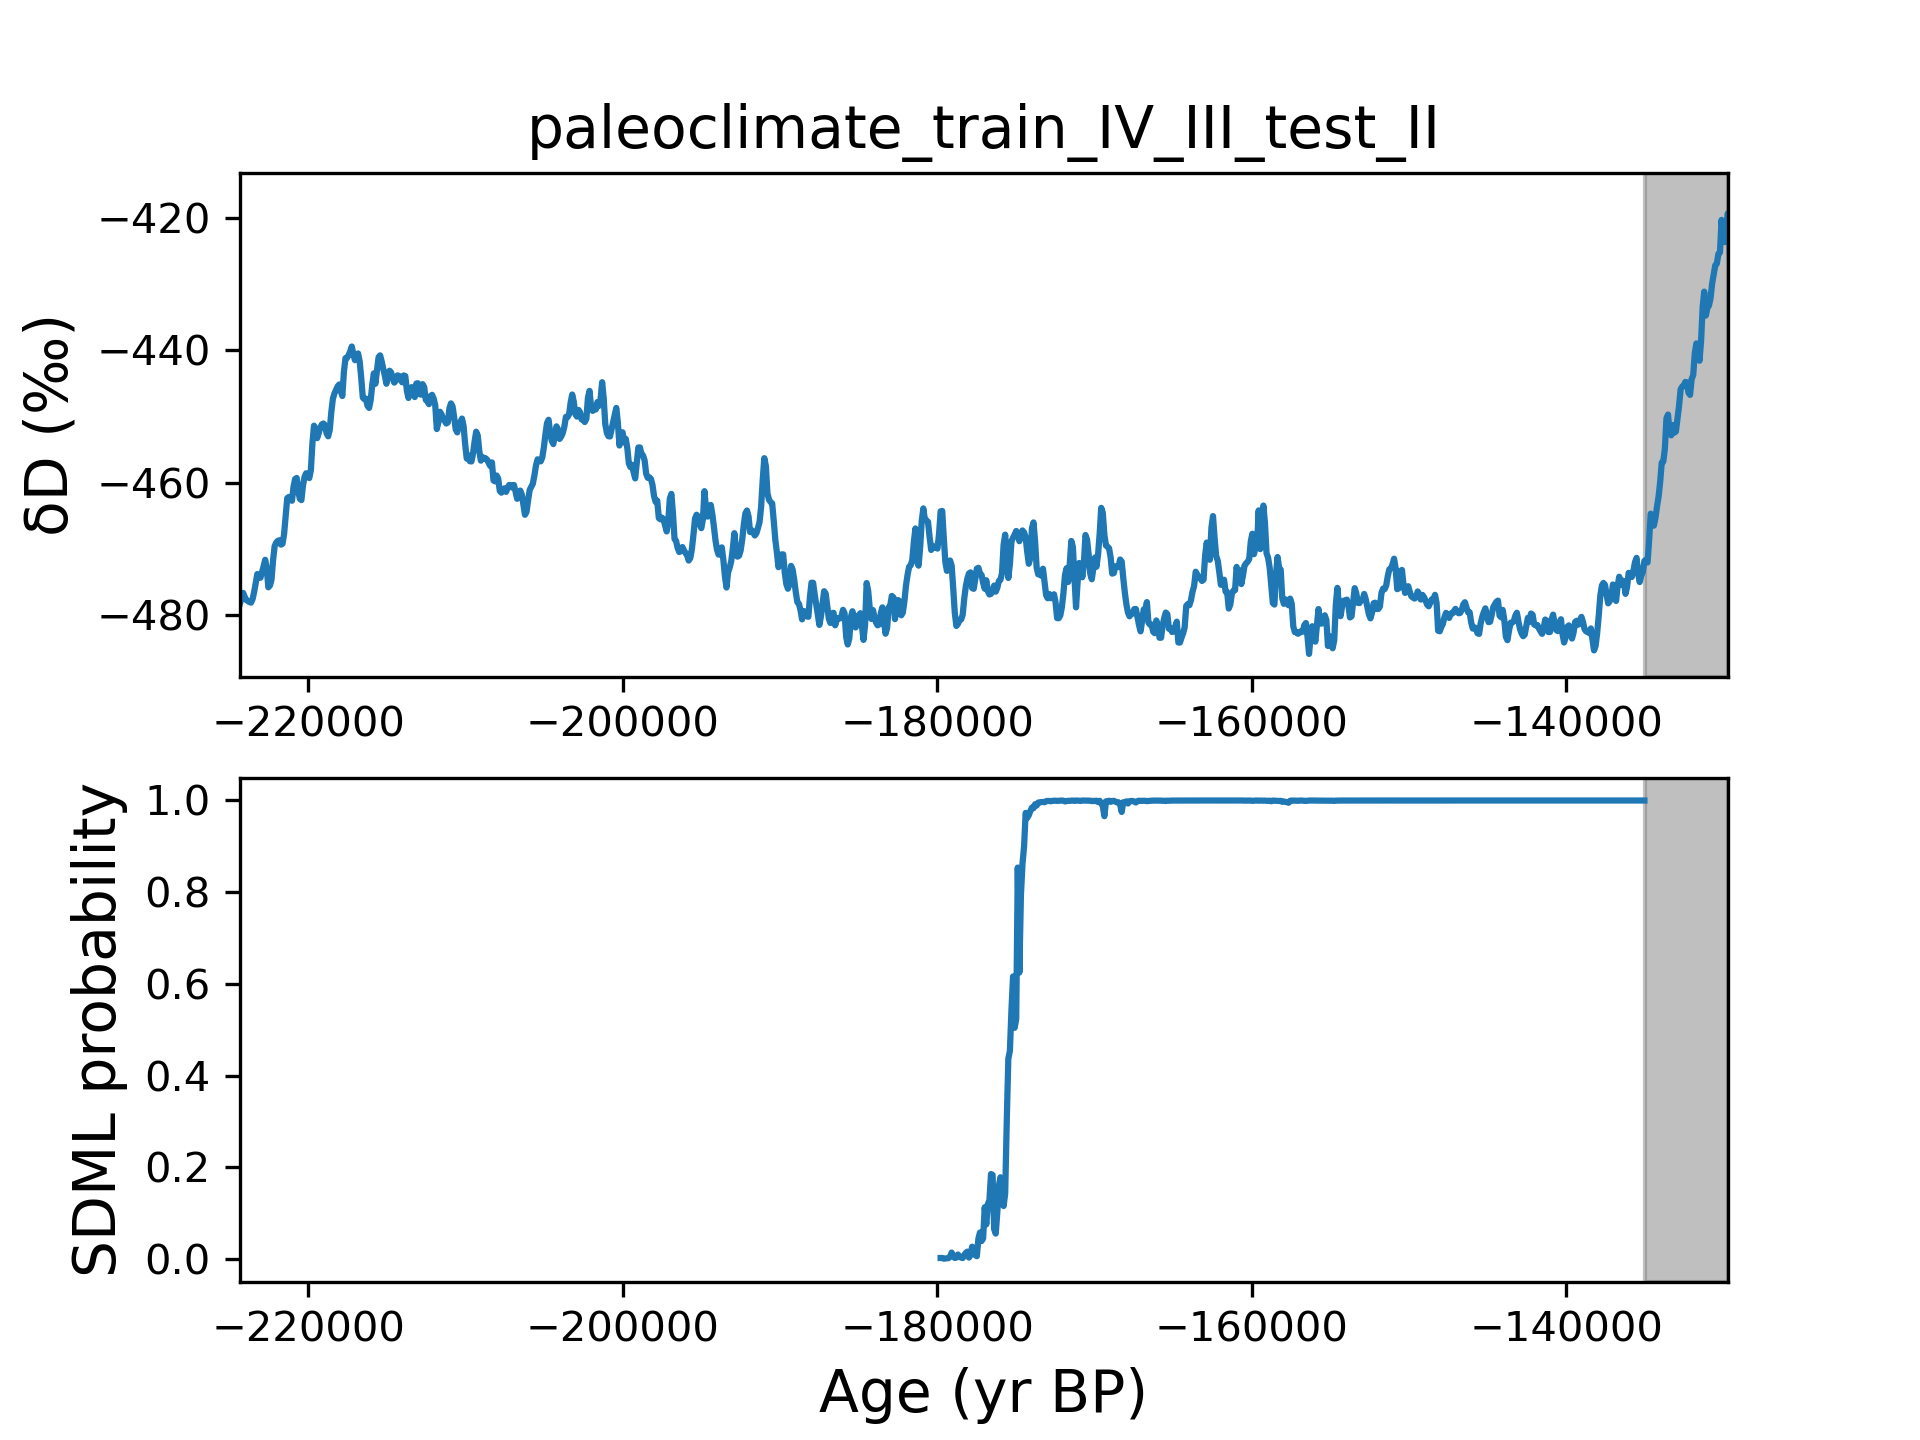 paleoclimate_train_IV_III_test_II
δD (‰)
−420
−440
−460
−480
−220000 −200000 −180000 −160000 −140000
SDML probability
1.0
0.8
0.6
0.4
0.2
0.0
−220000 −200000 −180000 −160000 −140000
Age (yr BP)